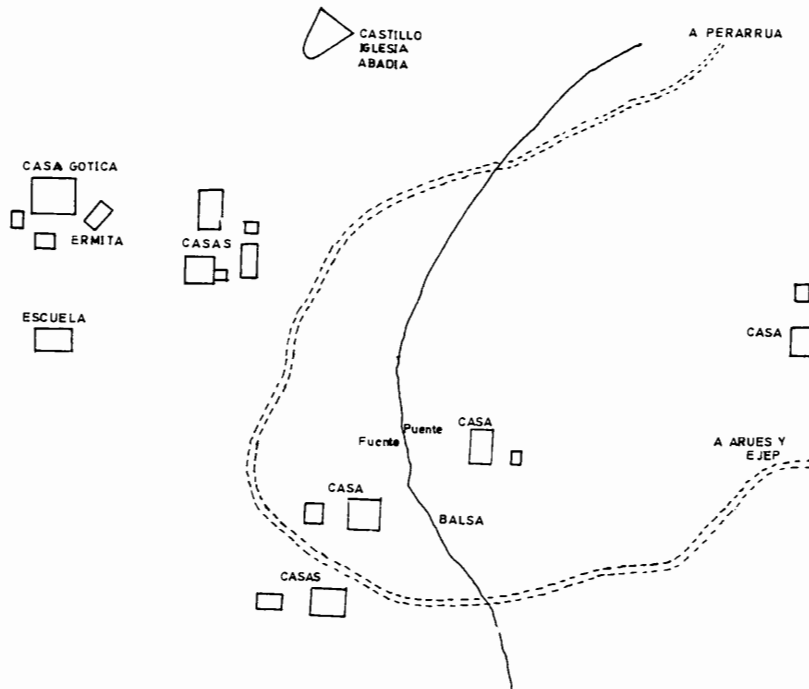 CASTILLO
IGLESIA
ABADIA
A PERARRUA
CASA GOTICA
ERMITA
CASAS
ESCUELA
CASA
Puente
Fuente
CASA
A ARUES Y
EJEP
CASA
BALSA
CASAS